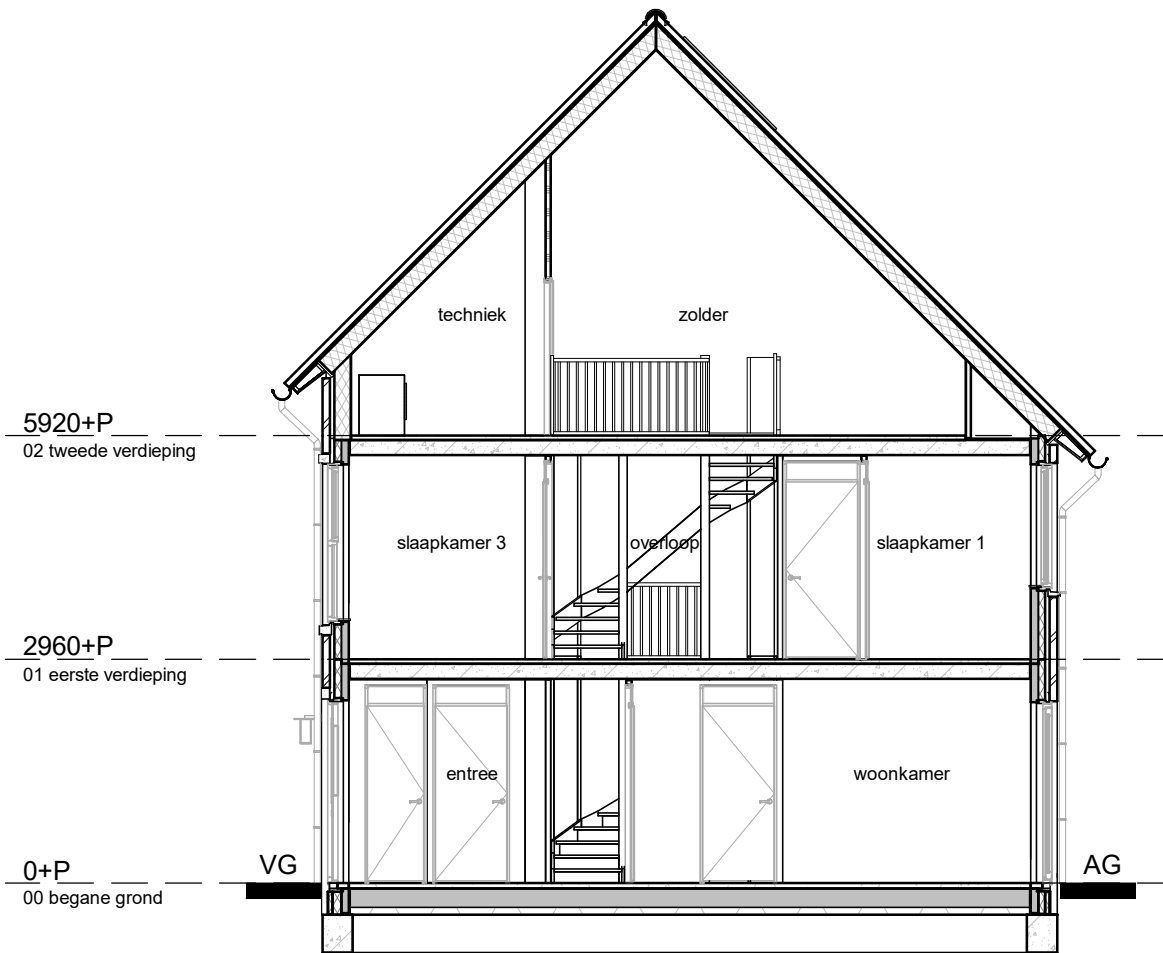 techniek
zolder
5920+P
02 tweede verdieping
slaapkamer 3
overloop
slaapkamer 1
2960+P
01 eerste verdieping
entree
woonkamer
0+P
00 begane grond
VG
AG